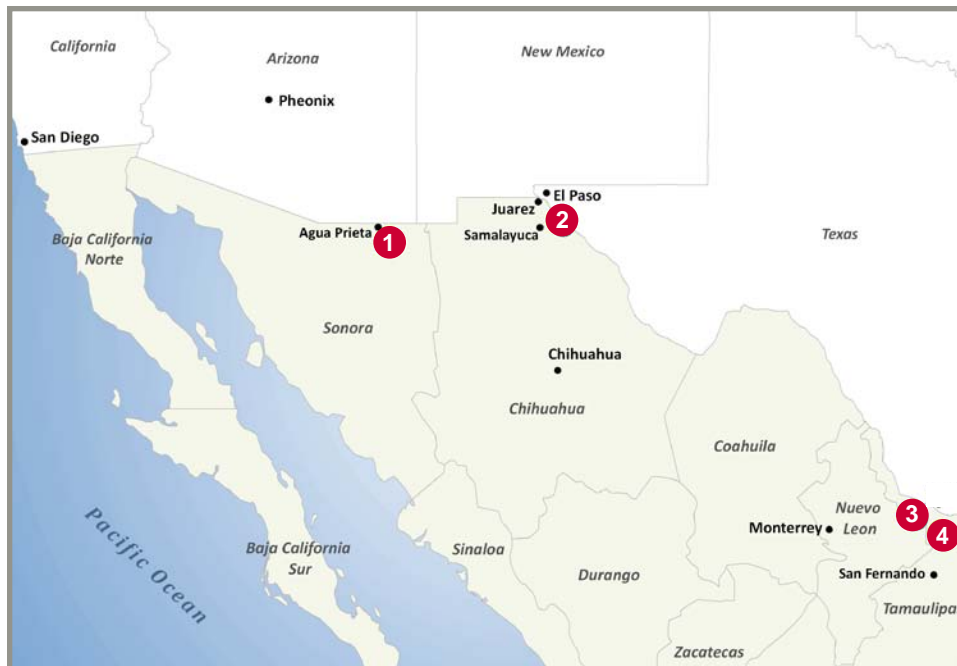 California
Arizona
New Mexico
Pheonix
San Diego
El Paso
Juarez
2
Agua Prieta
1
Samalayuca
Texas
Baja California
Norte
Sonora
Chihuahua
Chihuahua
Coahuila
Nuevo
Leon
3
Monterrey
4
Pacific Ocean
Baja California
Sur
Sinaloa
Durango
San Fernando
Tamaulipa
Zacatecas